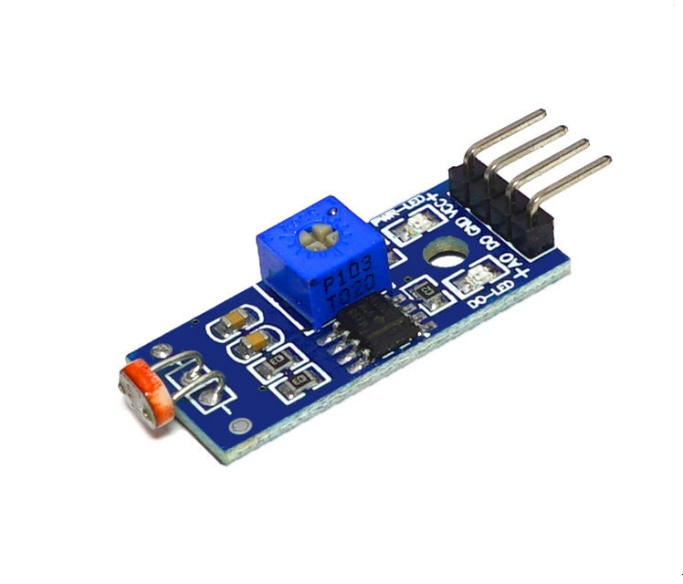 PWR-LED
VCC
GND
DO
AO
DO-LED
P103
T020